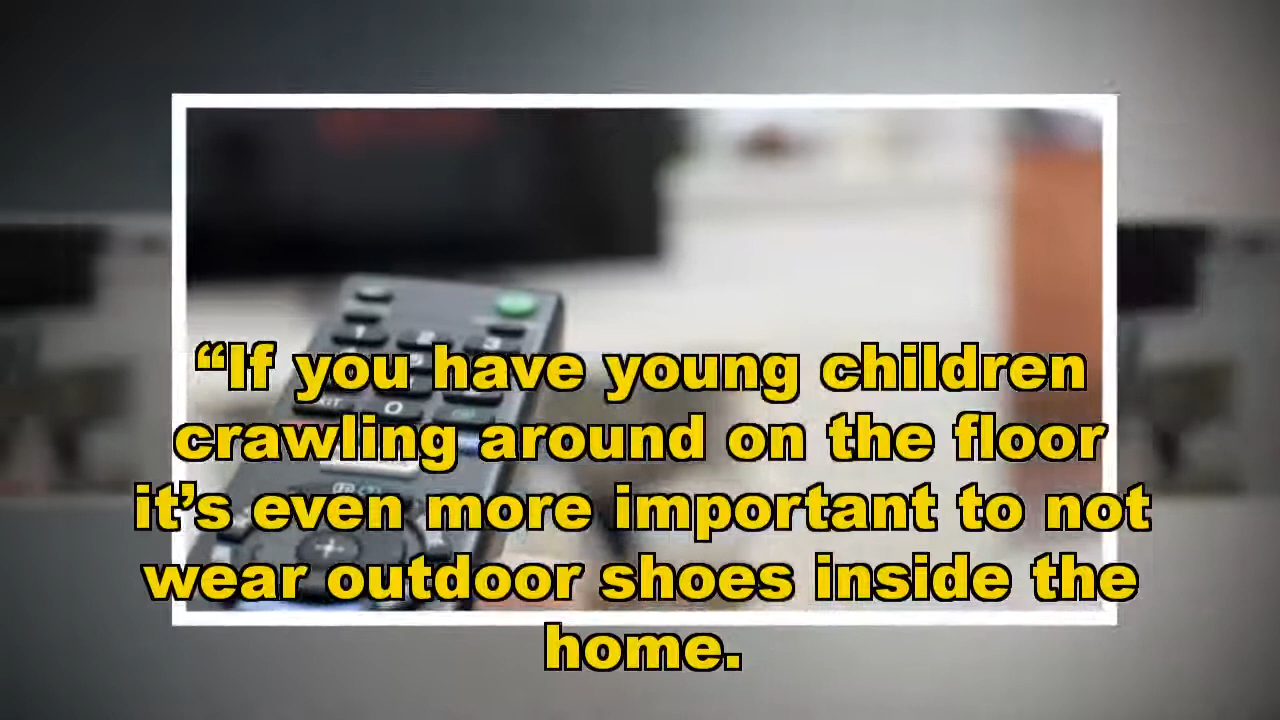 “If you have young children
crawling around on the floor
it’s even more important to not
wear outdoor shoes inside the
home.
0